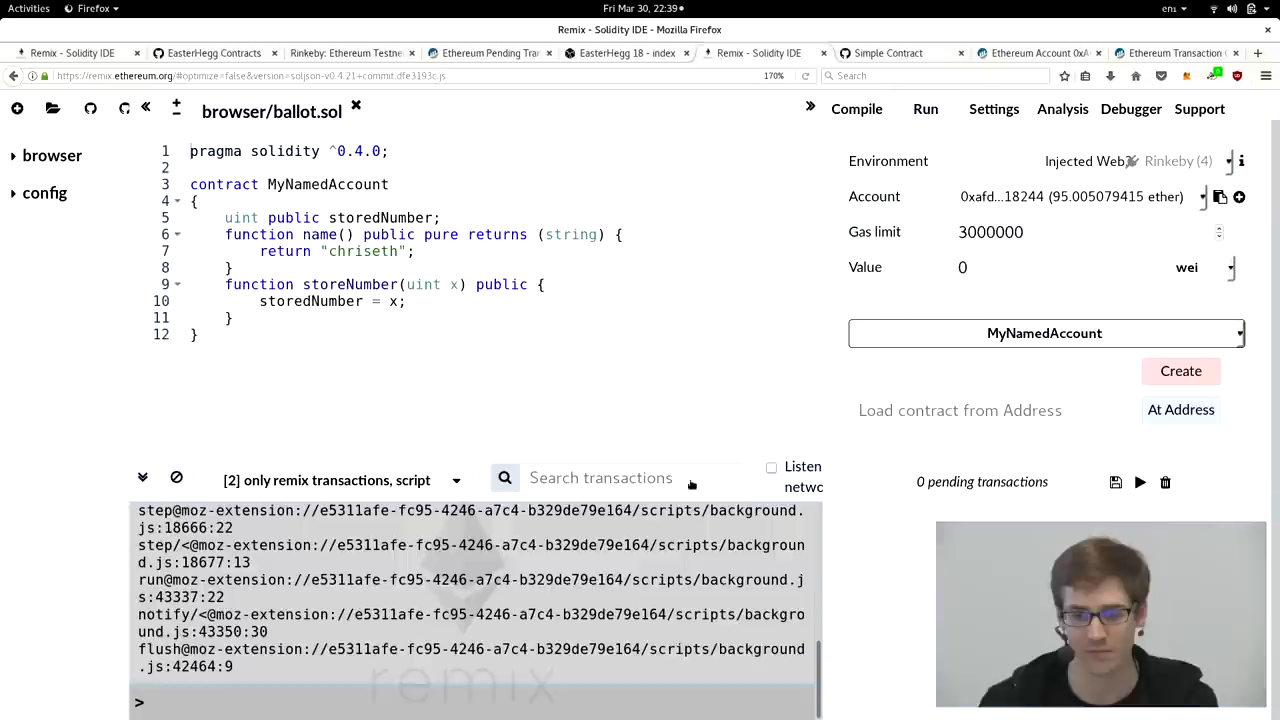 Activities Firefox Fri Mar 30, 22:39 en1
Remix - Solidity IDE - Mozilla Firefox
Remix - Solidity IDE EasterHegg Contracts Rinkeby: Ethereum Testne Ethereum Pending Tra EasterHegg 18 - index Remix - Solidity IDE Simple Contract Ethereum Account 0xA Ethereum Transaction
https://remix.ethereum.org/#optimize=false&version=soljson-v0.4.21+commit.dfe3193c.js 170% Search
browser/ballot.sol
Compile Run Settings Analysis Debugger Support
browser
config
1 pragma solidity ^0.4.0;
2
3 contract MyNamedAccount
4 {
5 uint public storedNumber;
6 function name() public pure returns (string) {
7 return "chriseth";
8 }
9 function storeNumber(uint x) public {
10 storedNumber = x;
11 }
12 }
Environment Injected Web3 Rinkeby (4)
Account 0xafd...18244 (95.005079415 ether)
Gas limit 3000000
Value 0 wei
MyNamedAccount
Create
Load contract from Address At Address
0 pending transactions
[2] only remix transactions, script Search transactions Listen
netwc
step@moz-extension://e5311afe-fc95-4246-a7c4-b329de79e164/scripts/background.
js:18666:22
step/<@moz-extension://e5311afe-fc95-4246-a7c4-b329de79e164/scripts/backgroun
d.js:18677:13
run@moz-extension://e5311afe-fc95-4246-a7c4-b329de79e164/scripts/background.j
s:43337:22
notify/<@moz-extension://e5311afe-fc95-4246-a7c4-b329de79e164/scripts/backgro
und.js:43350:30
flush@moz-extension://e5311afe-fc95-4246-a7c4-b329de79e164/scripts/background
.js:42464:9
remix
>